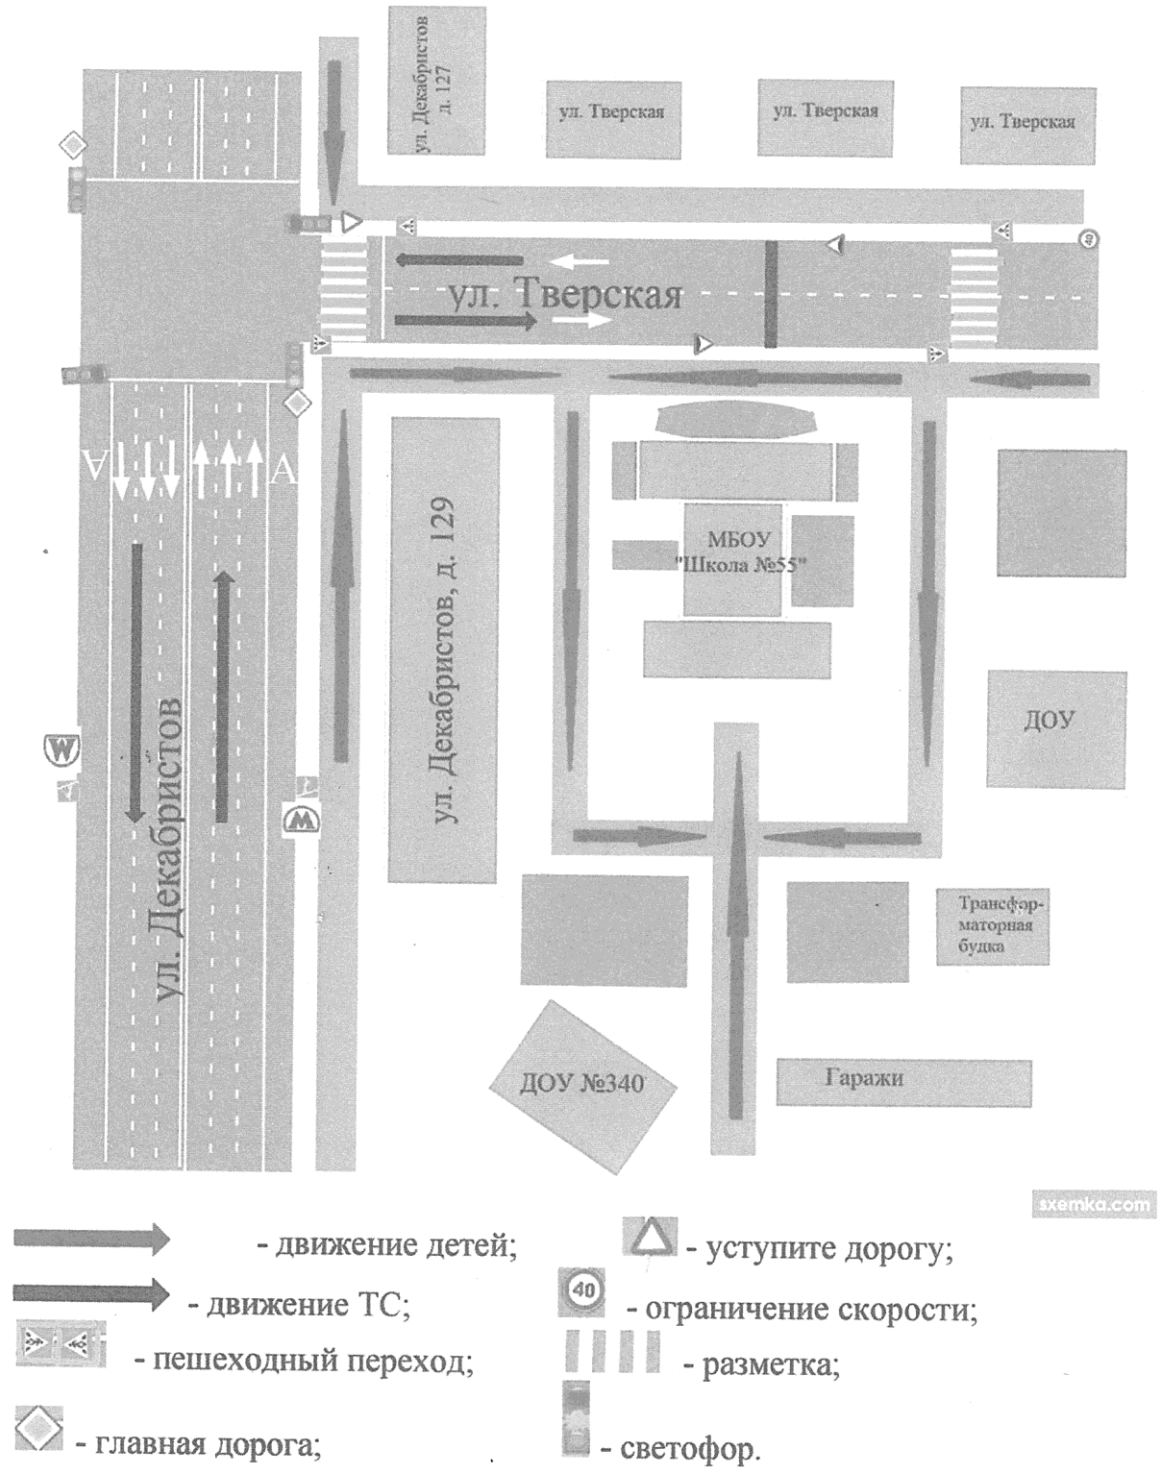 ул. Декабристов
д. 127
ул. Тверская
ул. Тверская
ул. Тверская
40
ул. Тверская
A
A
МБОУ
"Школа №55"
ул. Декабристов, д. 129
ул. Декабристов
М
М
ДОУ
Трансфор-
маторная
будка
ДОУ №340
Гаражи
sxemka.com
- движение детей;
- уступите дорогу;
- движение ТС;
40
- ограничение скорости;
- пешеходный переход;
- разметка;
- главная дорога;
- светофор.